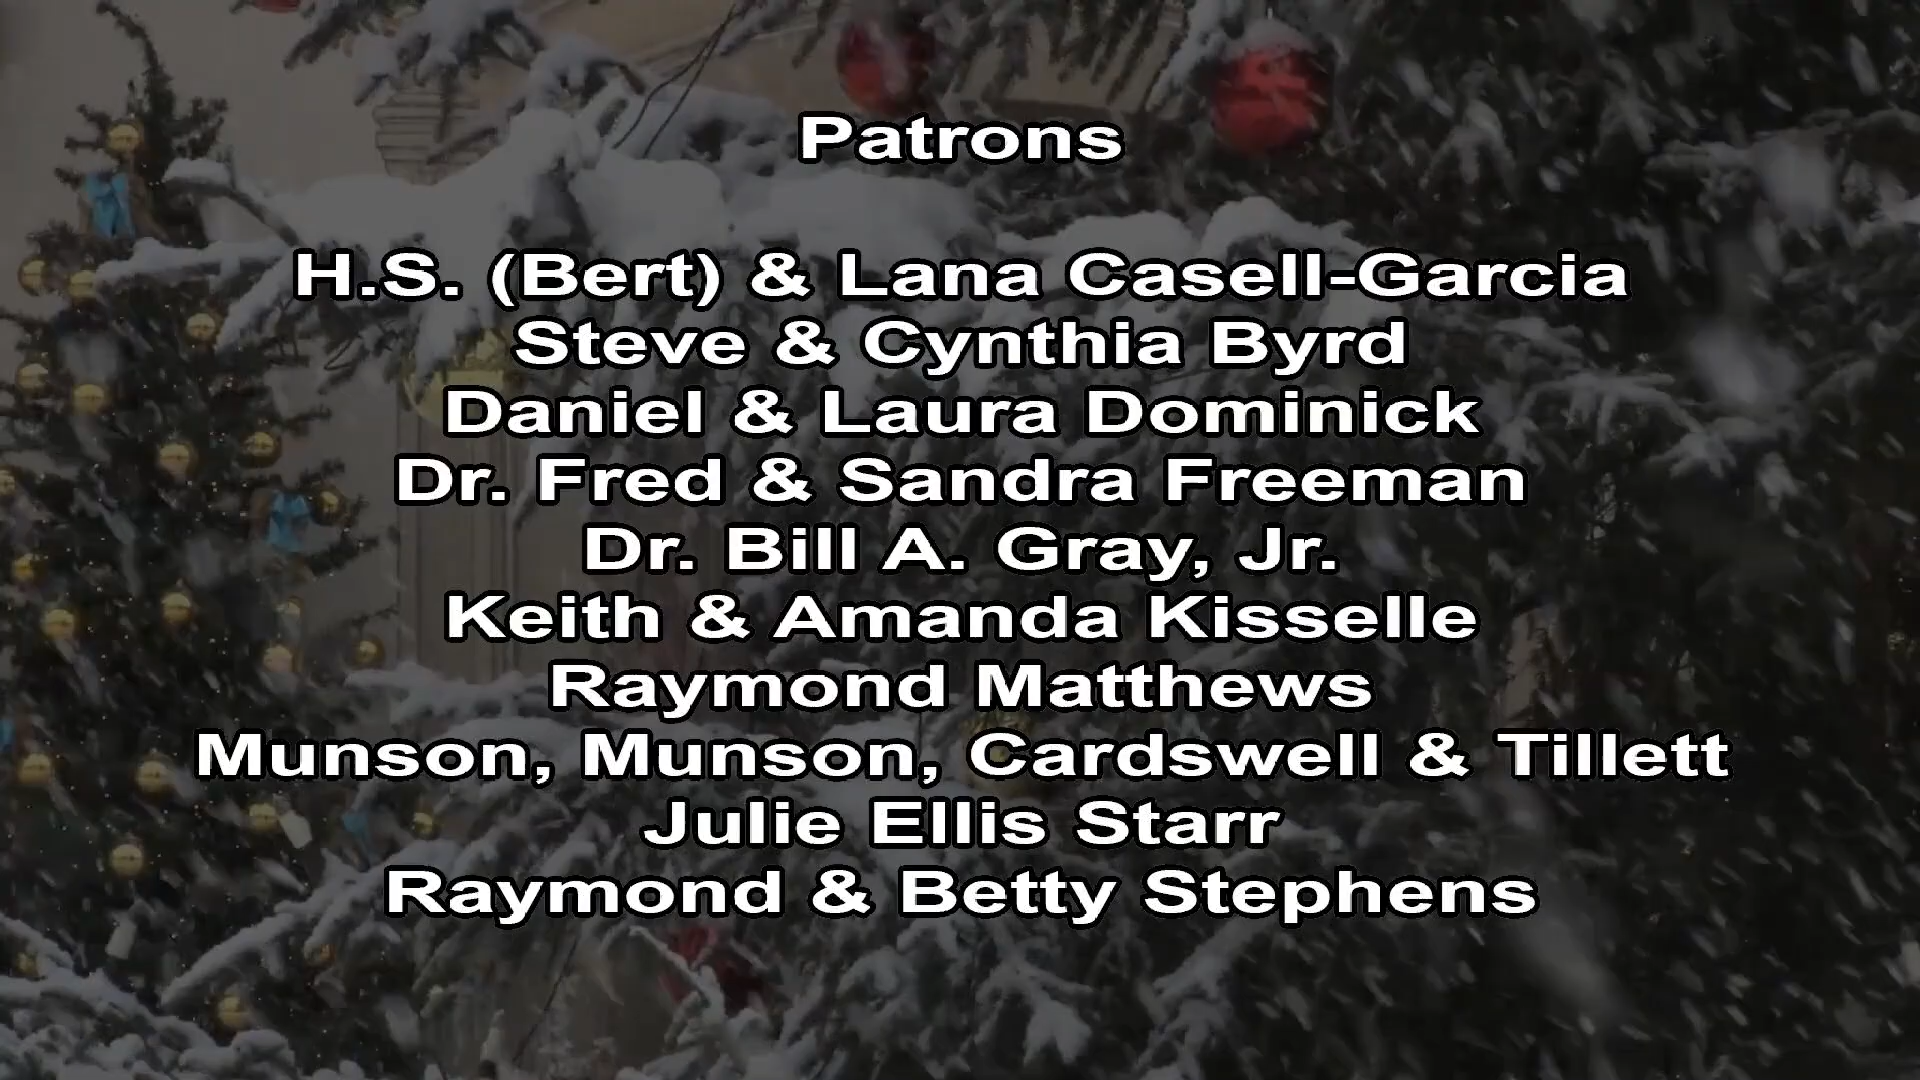 Patrons
H.S. (Bert) & Lana Casell-Garcia
Steve & Cynthia Byrd
Daniel & Laura Dominick
Dr. Fred & Sandra Freeman
Dr. Bill A. Gray, Jr.
Keith & Amanda Kisselle
Raymond Matthews
Munson, Munson, Cardswell & Tillett
Julie Ellis Starr
Raymond & Betty Stephens